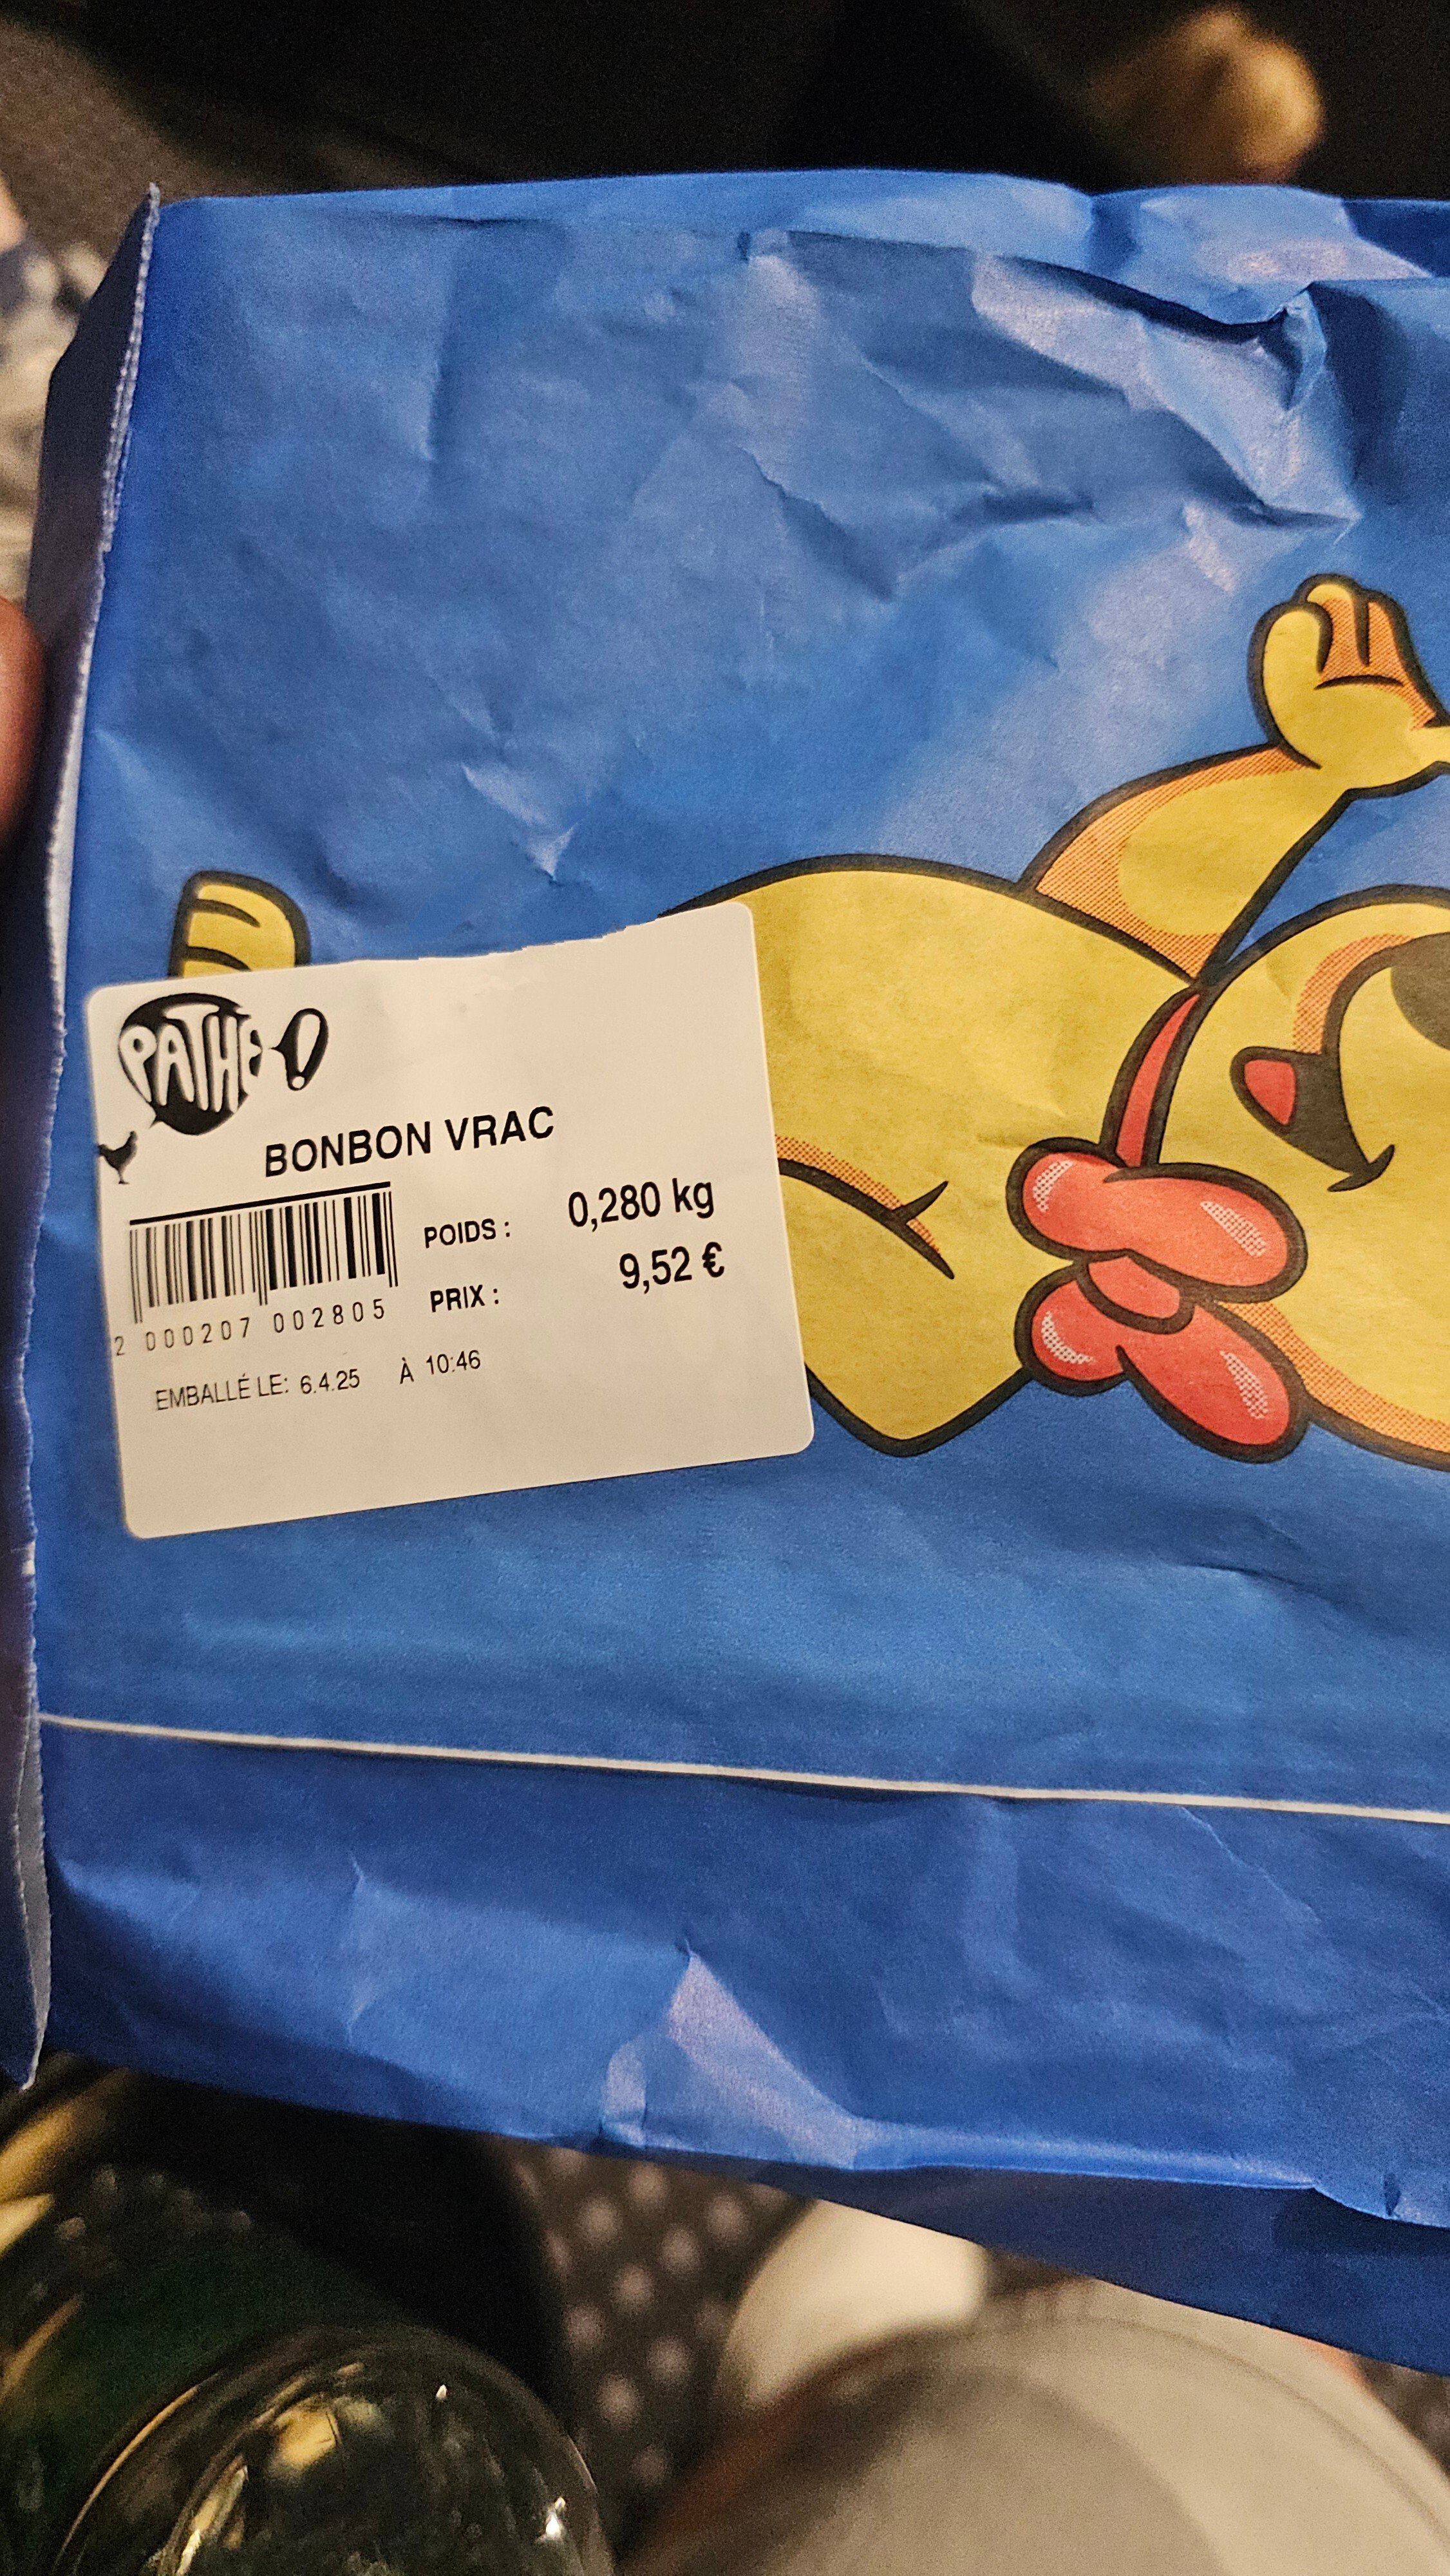 PATHE!
BONBON VRAC
POIDS : 0,280 kg
PRIX : 9,52 €
2 000207 002805
EMBALLÉ LE: 6.4.25 À 10:46